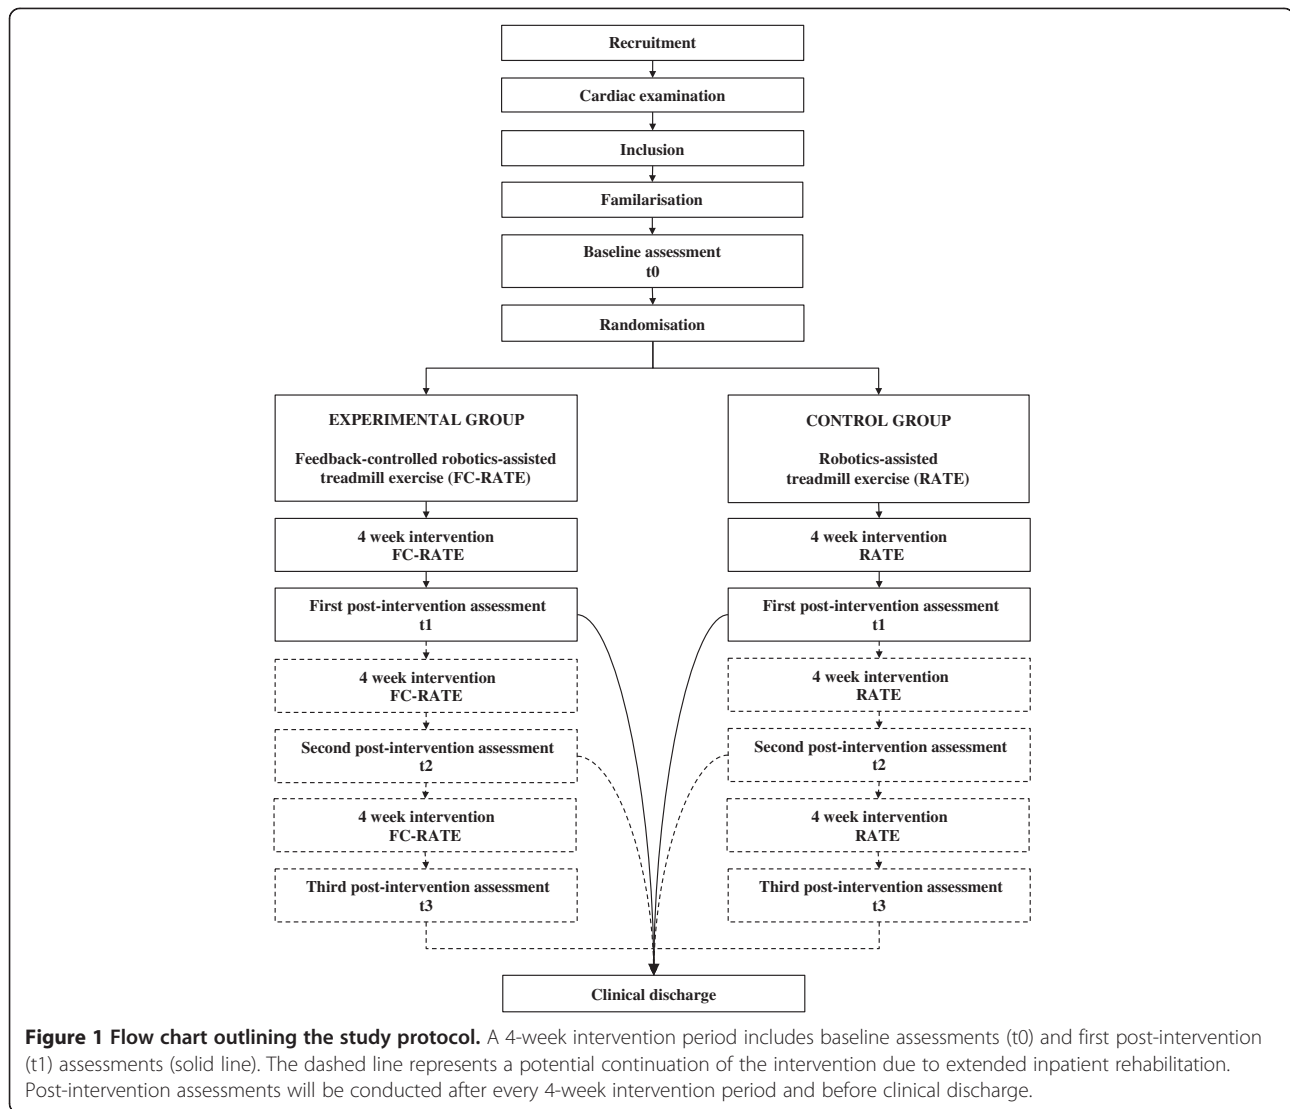 Recruitment
Cardiac examination
Inclusion
Familarisation
Baseline assessment
t0
Randomisation
EXPERIMENTAL GROUP
Feedback-controlled robotics-assisted
treadmill exercise (FC-RATE)
CONTROL GROUP
Robotics-assisted
treadmill exercise (RATE)
4 week intervention
FC-RATE
4 week intervention
RATE
First post-intervention assessment
t1
First post-intervention assessment
t1
4 week intervention
FC-RATE
4 week intervention
RATE
Second post-intervention assessment
t2
Second post-intervention assessment
t2
4 week intervention
FC-RATE
4 week intervention
RATE
Third post-intervention assessment
t3
Third post-intervention assessment
t3
Clinical discharge
Figure 1 Flow chart outlining the study protocol. A 4-week intervention period includes baseline assessments (t0) and first post-intervention
(t1) assessments (solid line). The dashed line represents a potential continuation of the intervention due to extended inpatient rehabilitation.
Post-intervention assessments will be conducted after every 4-week intervention period and before clinical discharge.